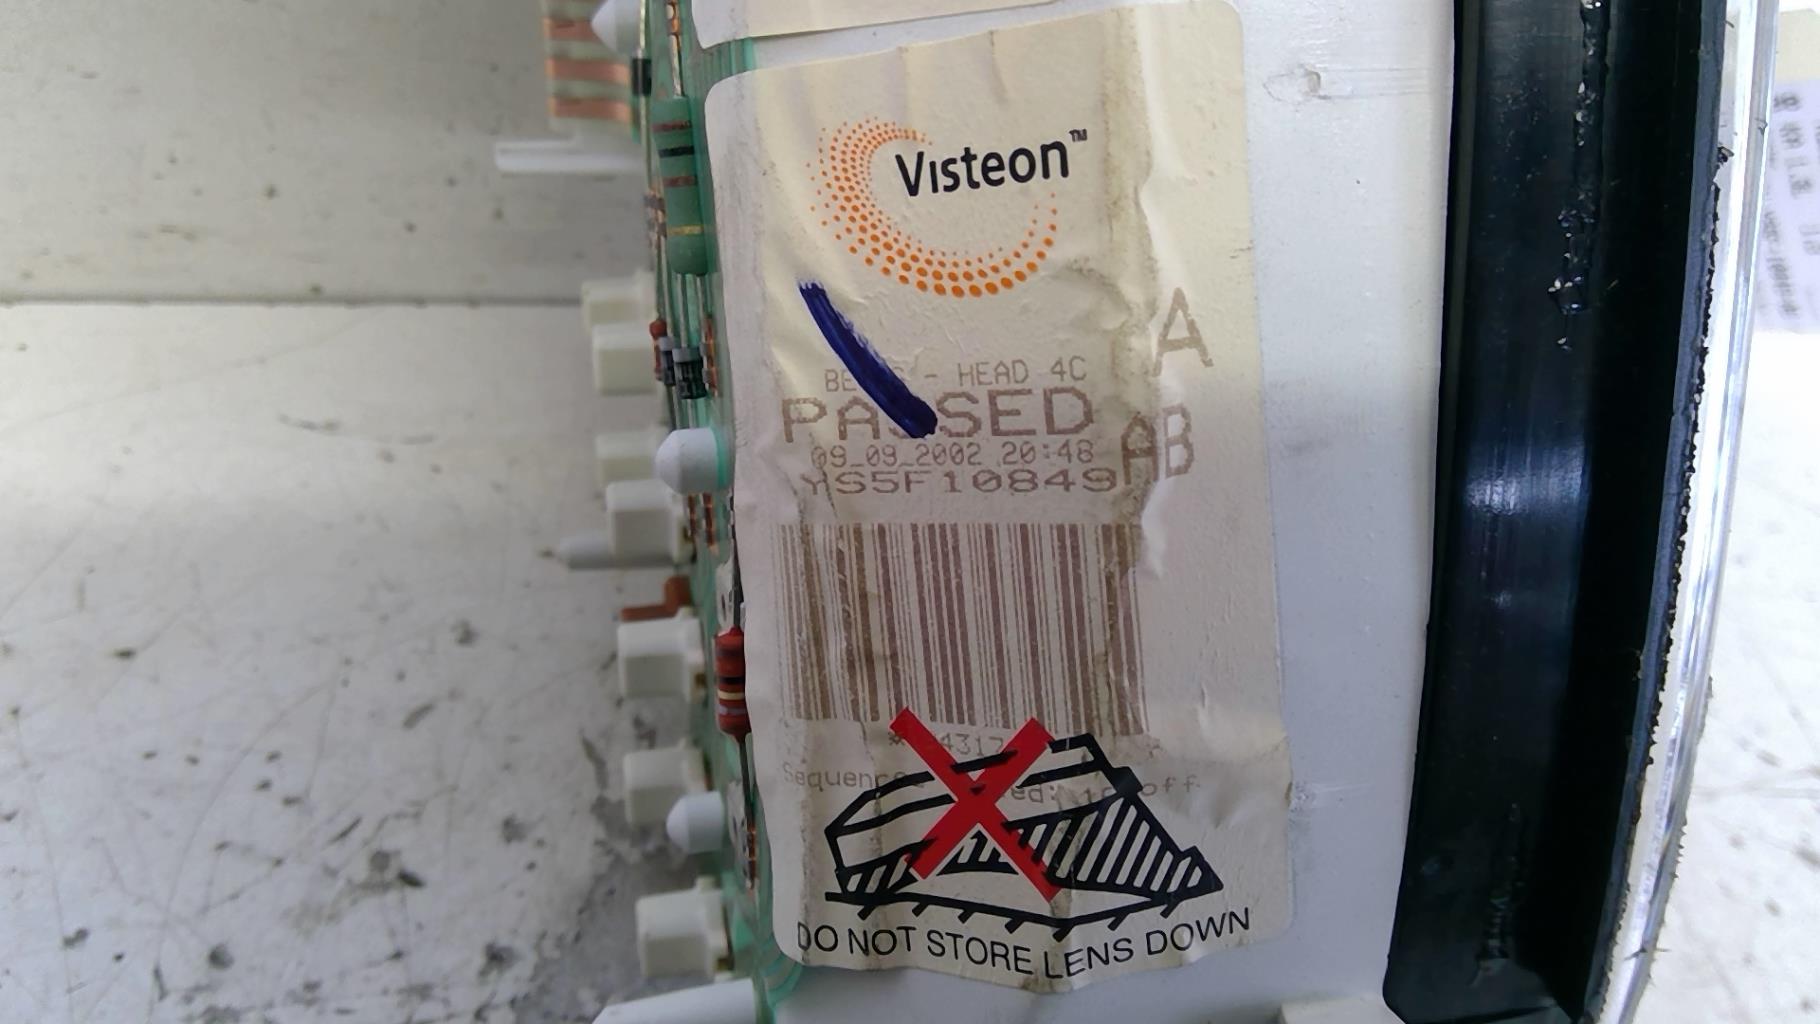 Visteon™
A
- HEAD 4C
PASSED
09_09_2002 20:48
YS5F10849
AB
DO NOT STORE LENS DOWN